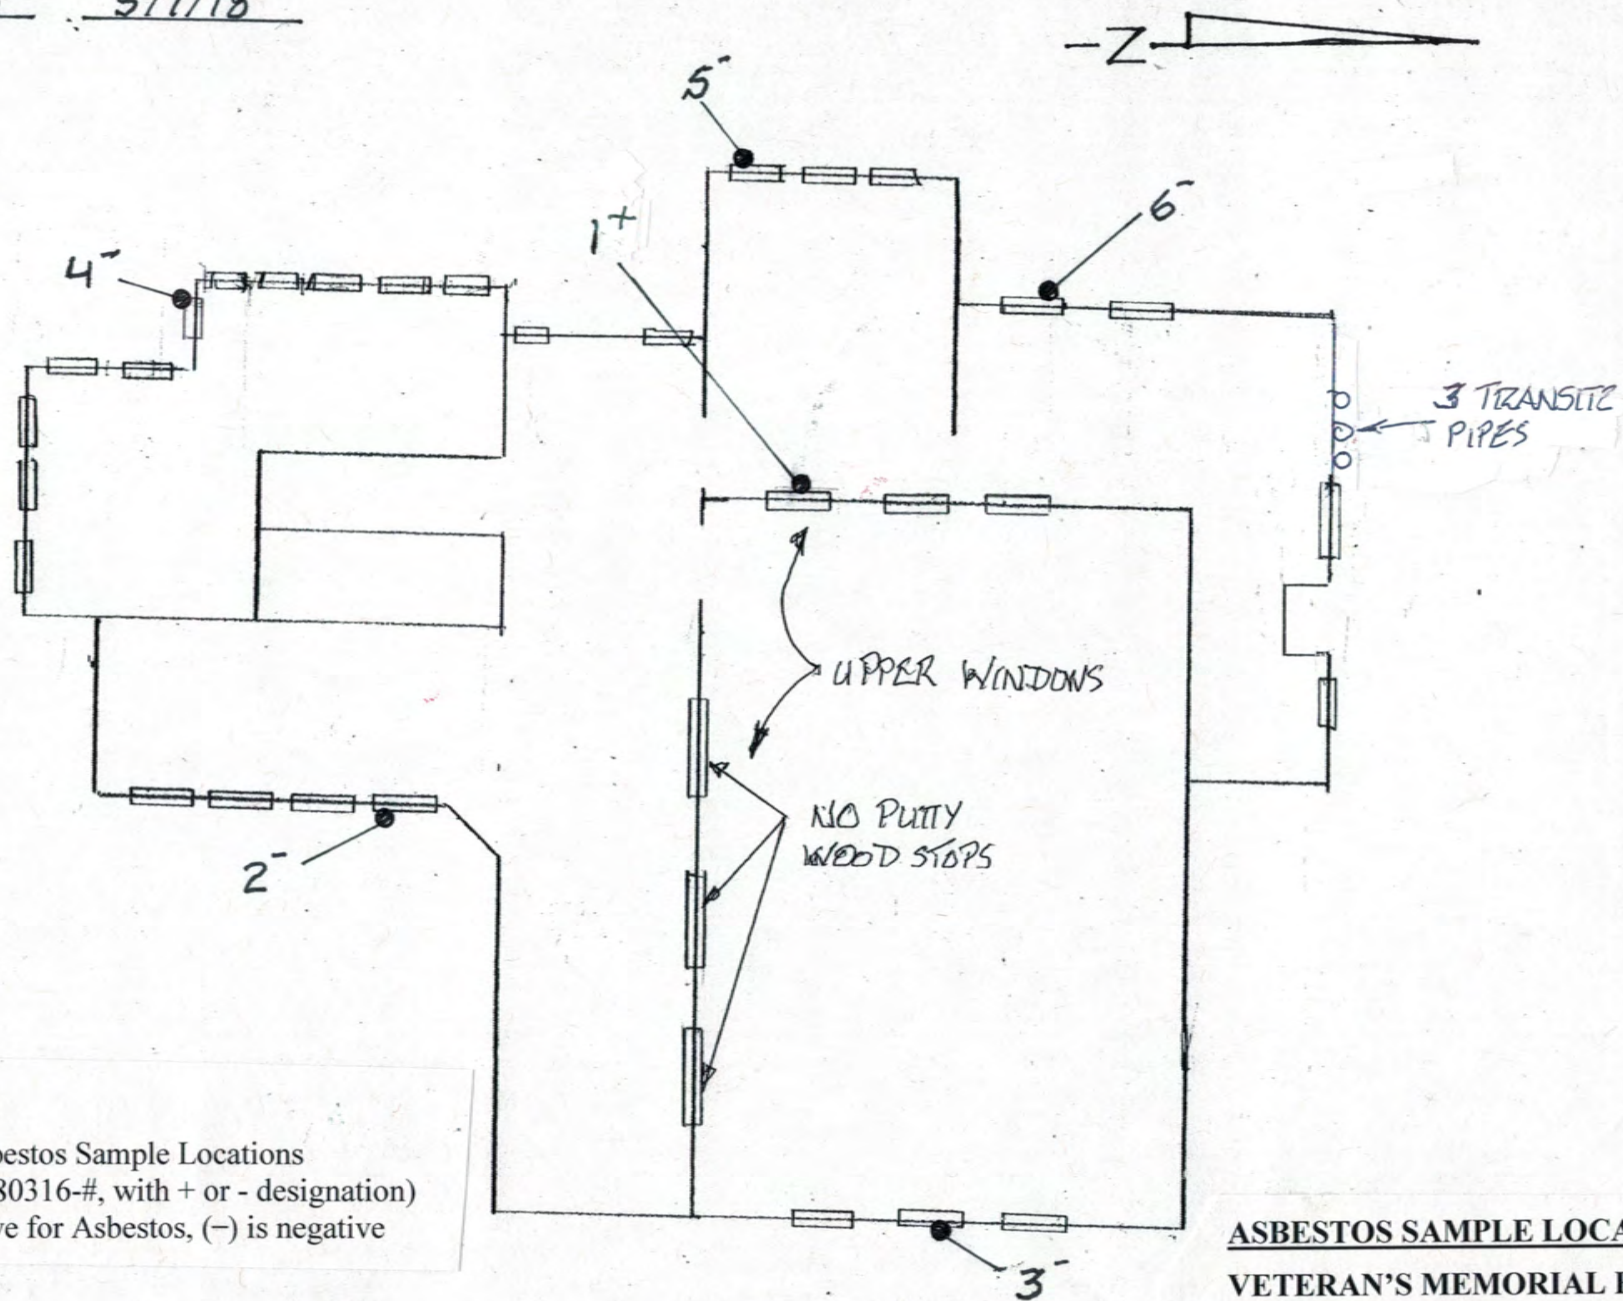 5-
-Z-
6-
1+
4-
3 TRANSITE
PIPES
UPPER WINDOWS
NO PUTTY
WOOD STOPS
2-
bestos Sample Locations
80316-#, with + or - designation)
ve for Asbestos, (−) is negative
3-
ASBESTOS SAMPLE LOCA
VETERAN'S MEMORIAL